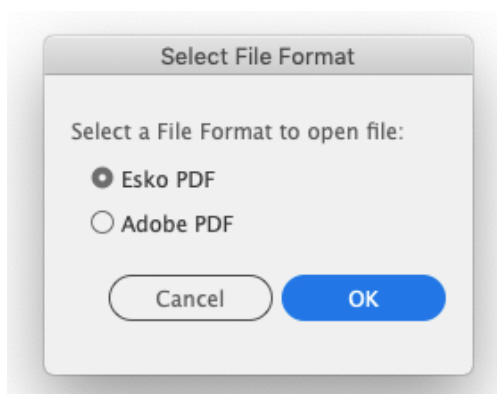 Select File Format
Select a File Format to open file:
Esko PDF
Adobe PDF
Cancel OK